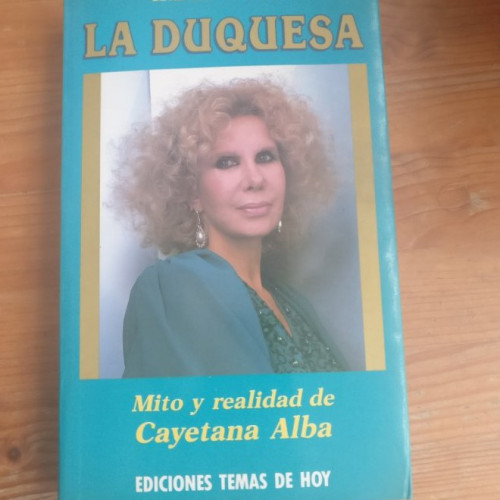 LA DUQUESA
Mito y realidad de
Cayetana Alba
EDICIONES TEMAS DE HOY